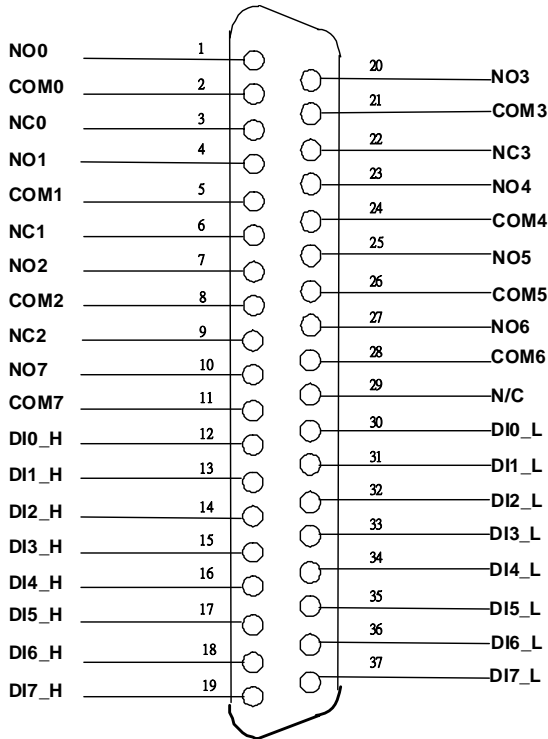 NO0 1
COM0 2
NC0 3
NO1 4
COM1 5
NC1 6
NO2 7
COM2 8
NC2 9
NO7 10
COM7 11
DI0_H 12
DI1_H 13
DI2_H 14
DI3_H 15
DI4_H 16
DI5_H 17
DI6_H 18
DI7_H 19
20 NO3
21 COM3
22 NC3
23 NO4
24 COM4
25 NO5
26 COM5
27 NO6
28 COM6
29 N/C
30 DI0_L
31 DI1_L
32 DI2_L
33 DI3_L
34 DI4_L
35 DI5_L
36 DI6_L
37 DI7_L